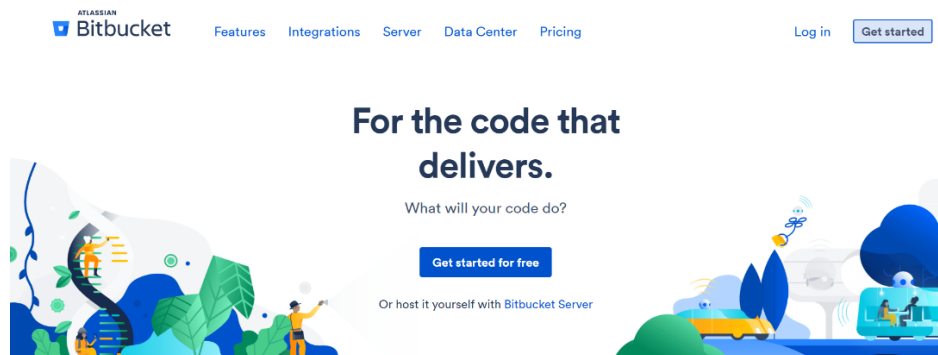 ATLASSIAN
Bitbucket
Features Integrations Server Data Center Pricing Log in Get started
For the code that
delivers.
What will your code do?
Get started for free
Or host it yourself with Bitbucket Server